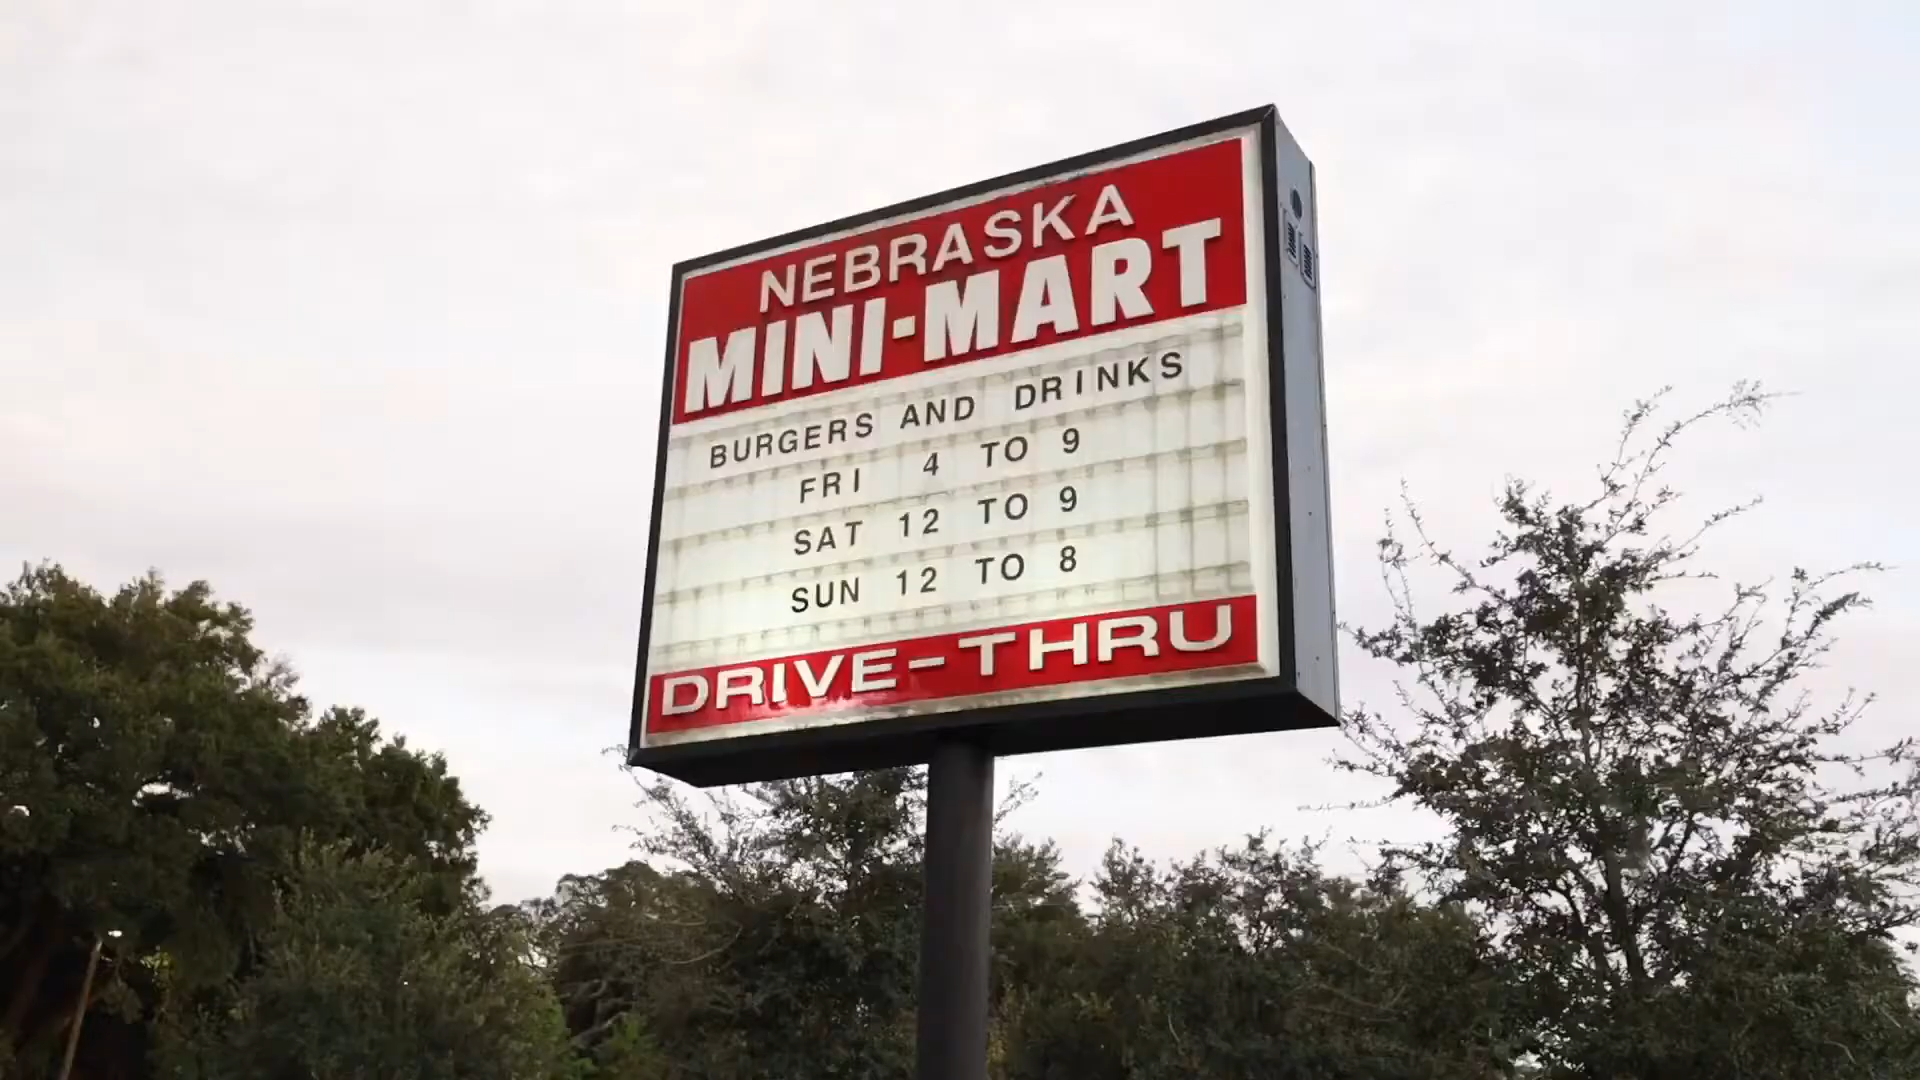 NEBRASKA
MINI-MART
BURGERS AND DRINKS
FRI 4 TO 9
SAT 12 TO 9
SUN 12 TO 8
DRIVE-THRU